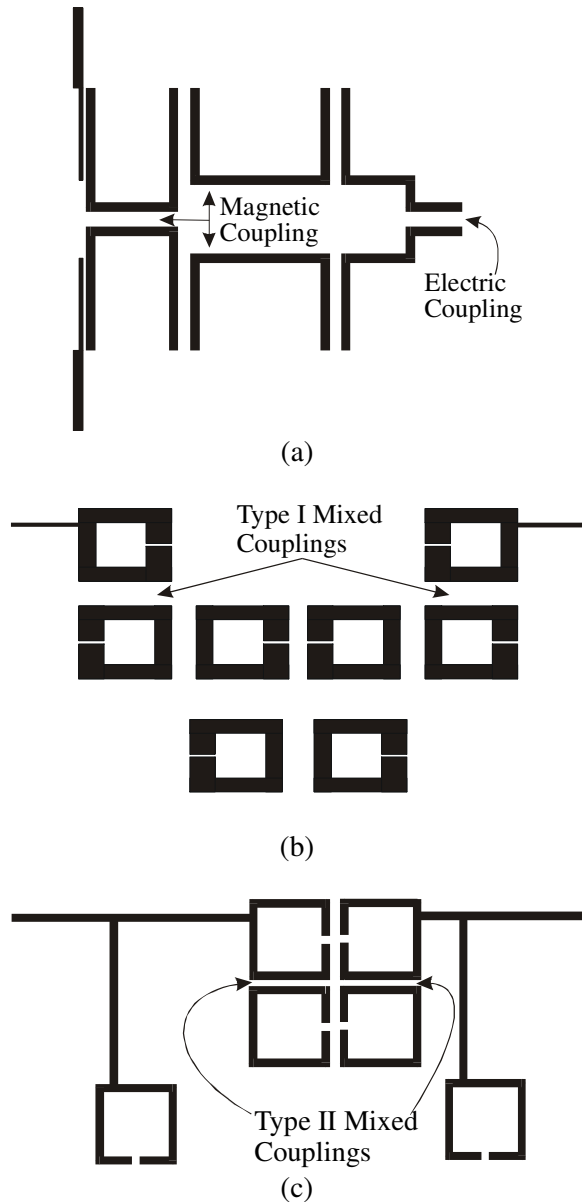 Magnetic
Coupling
Electric
Coupling
(a)
Type I Mixed
Couplings
(b)
Type II Mixed
Couplings
(c)